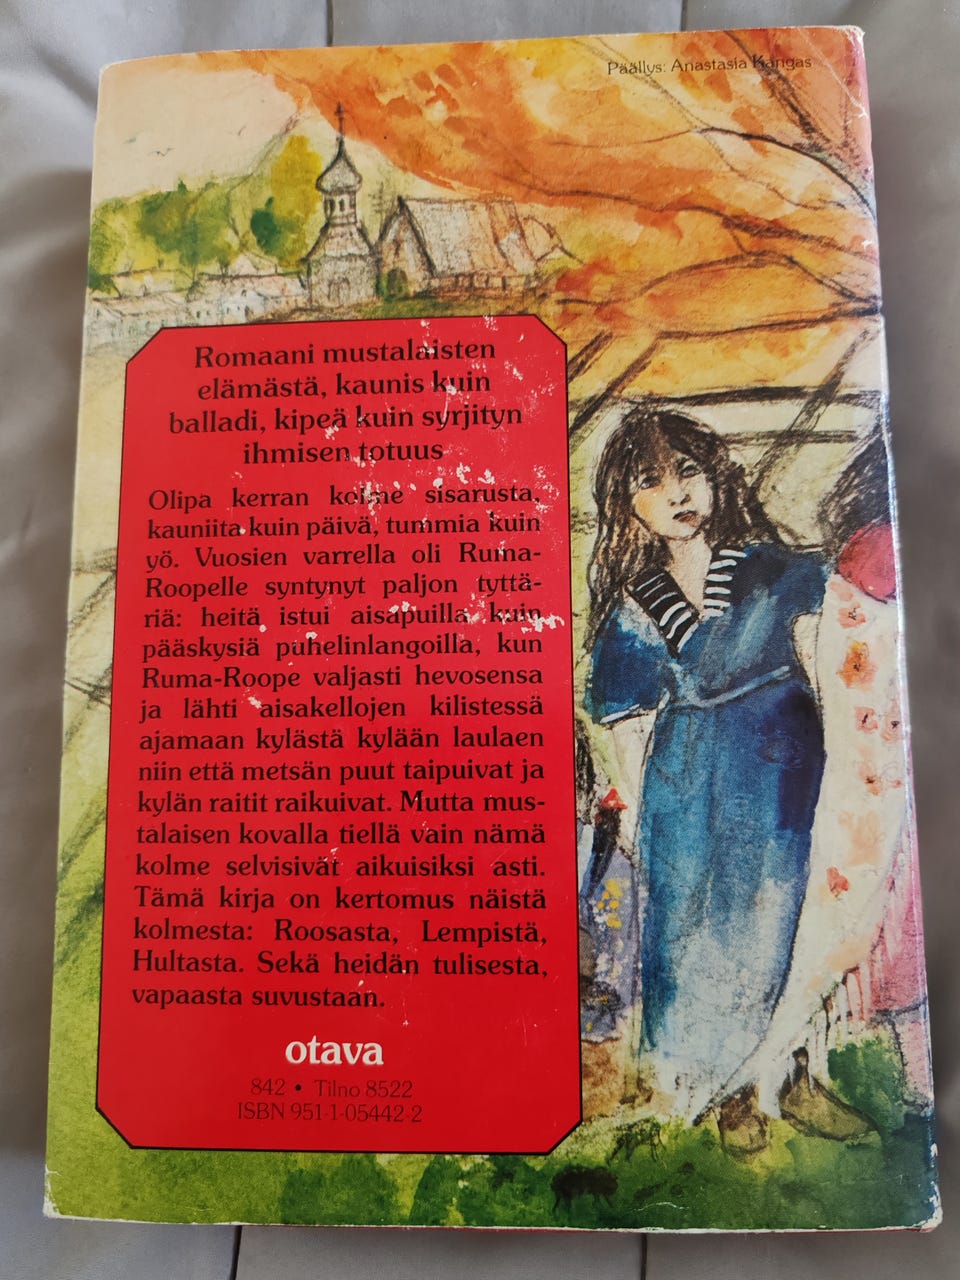 Päällys: Anastasia Kangas
Romaani mustalaisten
elämästä, kaunis kuin
balladi, kipeä kuin syrjityn
ihmisen totuus
Olipa kerran kolme sisarusta,
kauniita kuin päivä, tummia kuin
yö. Vuosien varrella oli Ruma-
Roopelle syntynyt paljon tyttä-
riä: heitä istui aisapuilla kuin
pääskysiä puhelinlangoilla, kun
Ruma-Roope valjasti hevosensa
ja lähti aisakellojen kilistessä
ajamaan kylästä kylään laulaen
niin että metsän puut taipuivat ja
kylän raitit raikuivat. Mutta mus-
talaisen kovalla tiellä vain nämä
kolme selvisivät aikuisiksi asti.
Tämä kirja on kertomus näistä
kolmesta: Roosasta, Lempistä,
Hultasta. Sekä heidän tulisesta,
vapaasta suvustaan.
otava
842 • Tilno 8522
ISBN 951-1-05442-2